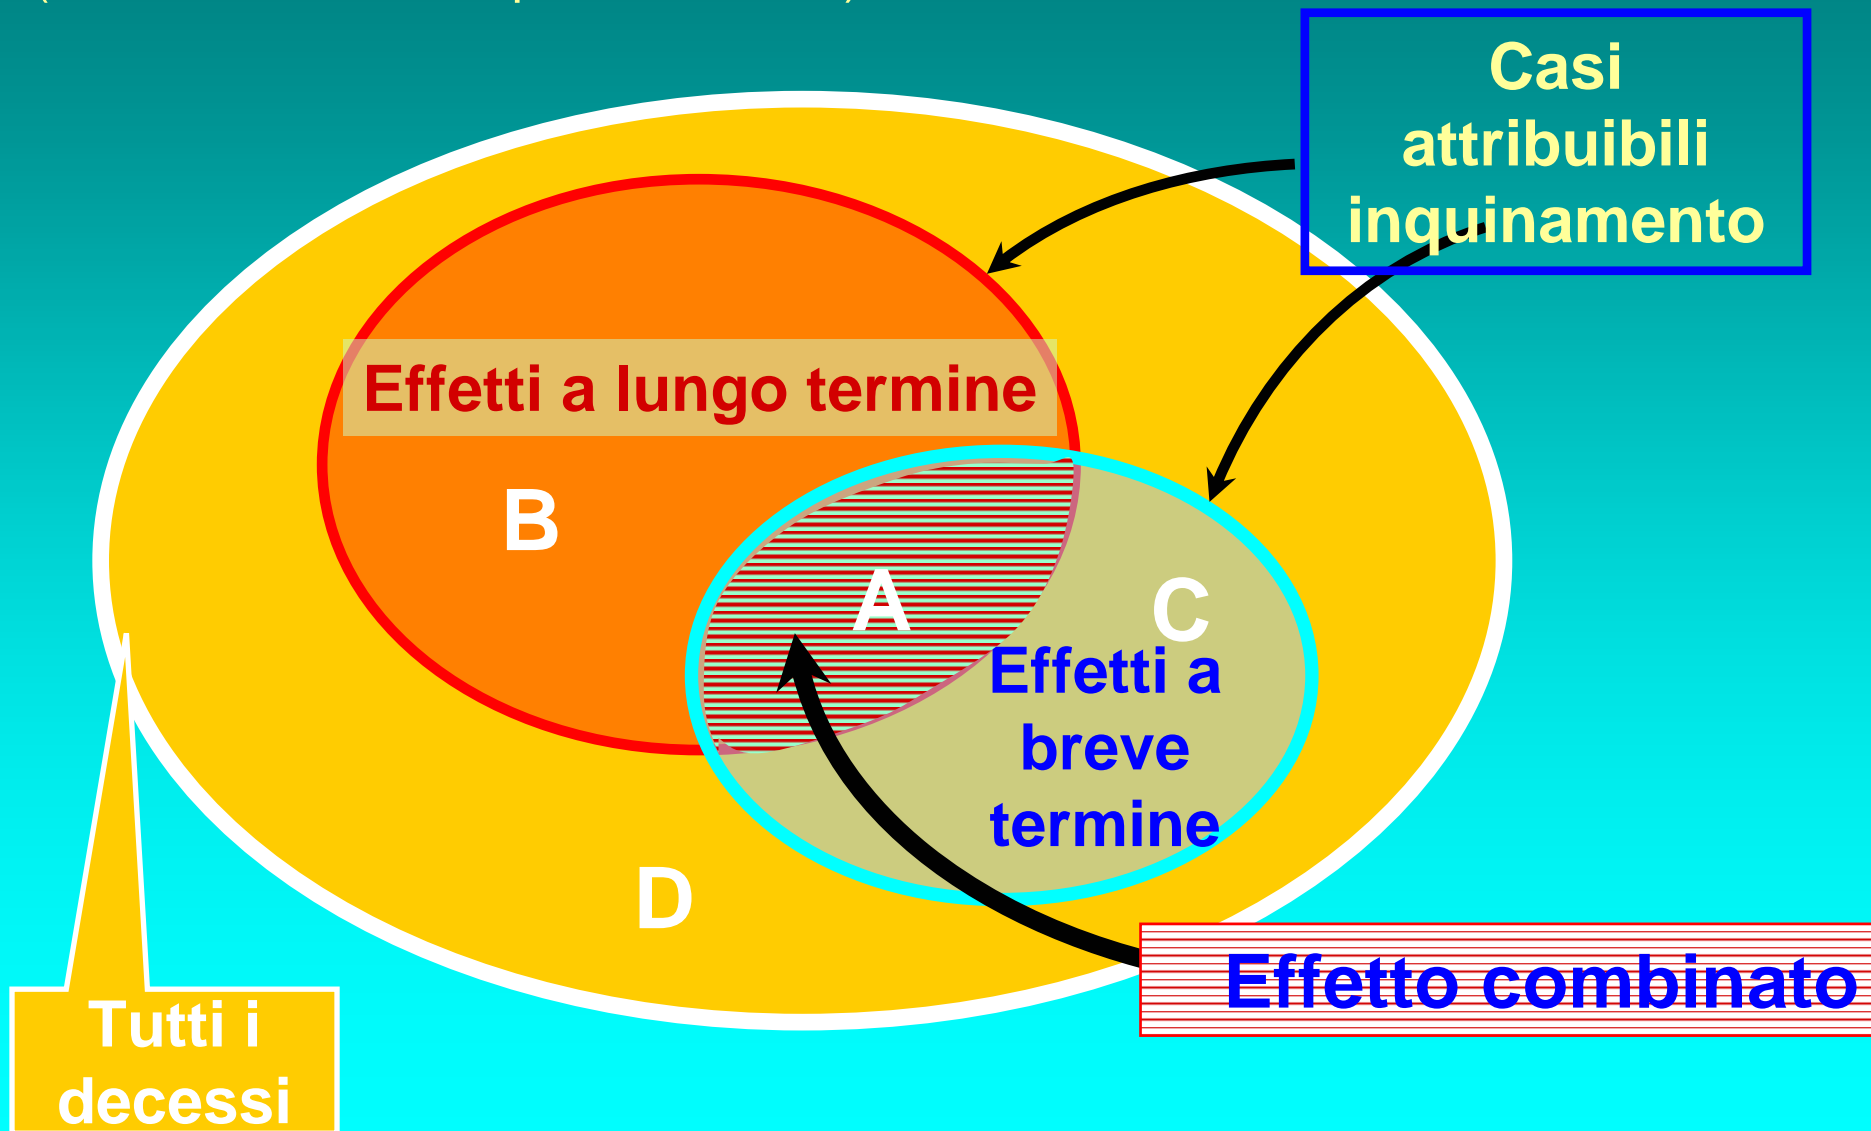 Casi
attribuibili
inquinamento
Effetti a lungo termine
B
A
C
Effetti a
breve
termine
D
Effetto combinato
Tutti i
decessi